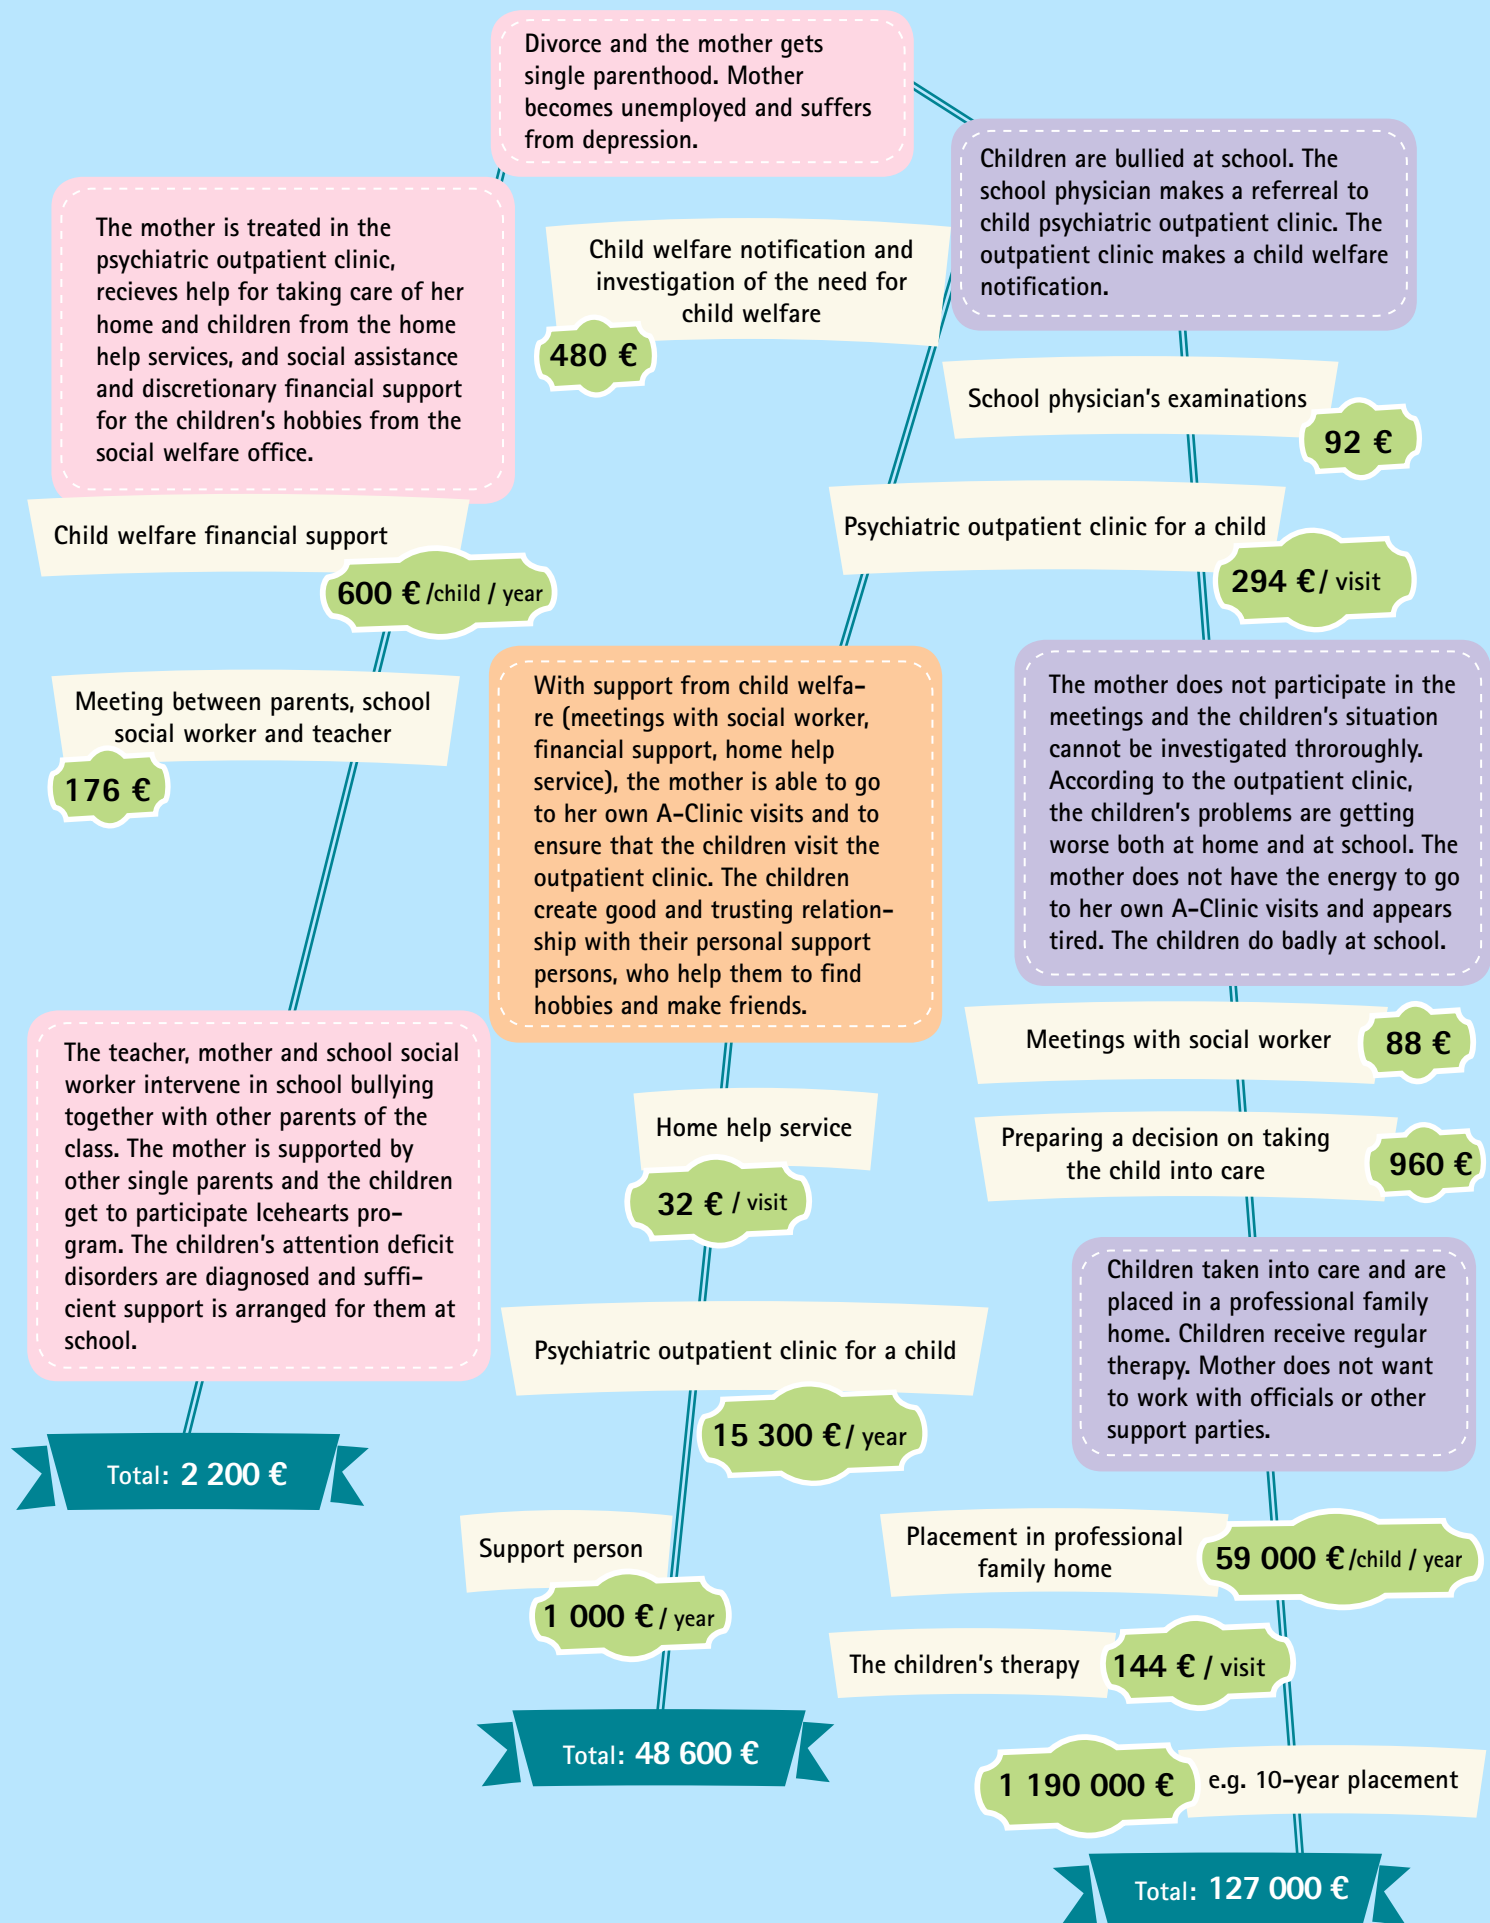 Divorce and the mother gets
single parenthood. Mother
becomes unemployed and suffers
from depression.
Children are bullied at school. The
school physician makes a referral to
child psychiatric outpatient clinic. The
outpatient clinic makes a child welfare
notification.
The mother is treated in the
psychiatric outpatient clinic,
recieves help for taking care of her
home and children from the home
help services, and social assistance
and discretionary financial support
for the children's hobbies from the
social welfare office.
Child welfare notification and
investigation of the need for
child welfare
480 €
School physician's examinations
92 €
Psychiatric outpatient clinic for a child
294 €/ visit
Child welfare financial support
600 €/child / year
Meeting between parents, school
social worker and teacher
176 €
With support from child welfa-
re (meetings with social worker,
financial support, home help
service), the mother is able to go
to her own A-Clinic visits and to
ensure that the children visit the
outpatient clinic. The children
create good and trusting relation-
ship with their personal support
persons, who help them to find
hobbies and make friends.
The mother does not participate in the
meetings and the children's situation
cannot be investigated throroughly.
According to the outpatient clinic,
the children's problems are getting
worse both at home and at school. The
mother does not have the energy to go
to her own A-Clinic visits and appears
tired. The children do badly at school.
The teacher, mother and school social
worker intervene in school bullying
together with other parents of the
class. The mother is supported by
other single parents and the children
get to participate Icehearts pro-
gram. The children's attention deficit
disorders are diagnosed and suffi-
cient support is arranged for them at
school.
Total: 2 200 €
Home help service
32 € / visit
Psychiatric outpatient clinic for a child
15 300 €/ year
Support person
1 000 €/ year
Total: 48 600 €
Meetings with social worker
88 €
Preparing a decision on taking
the child into care
960 €
Children taken into care and are
placed in a professional family
home. Children receive regular
therapy. Mother does not want
to work with officials or other
support parties.
Placement in professional
family home
59 000 €/child / year
The children's therapy
144 € / visit
1 190 000 €
e.g. 10-year placement
Total: 127 000 €